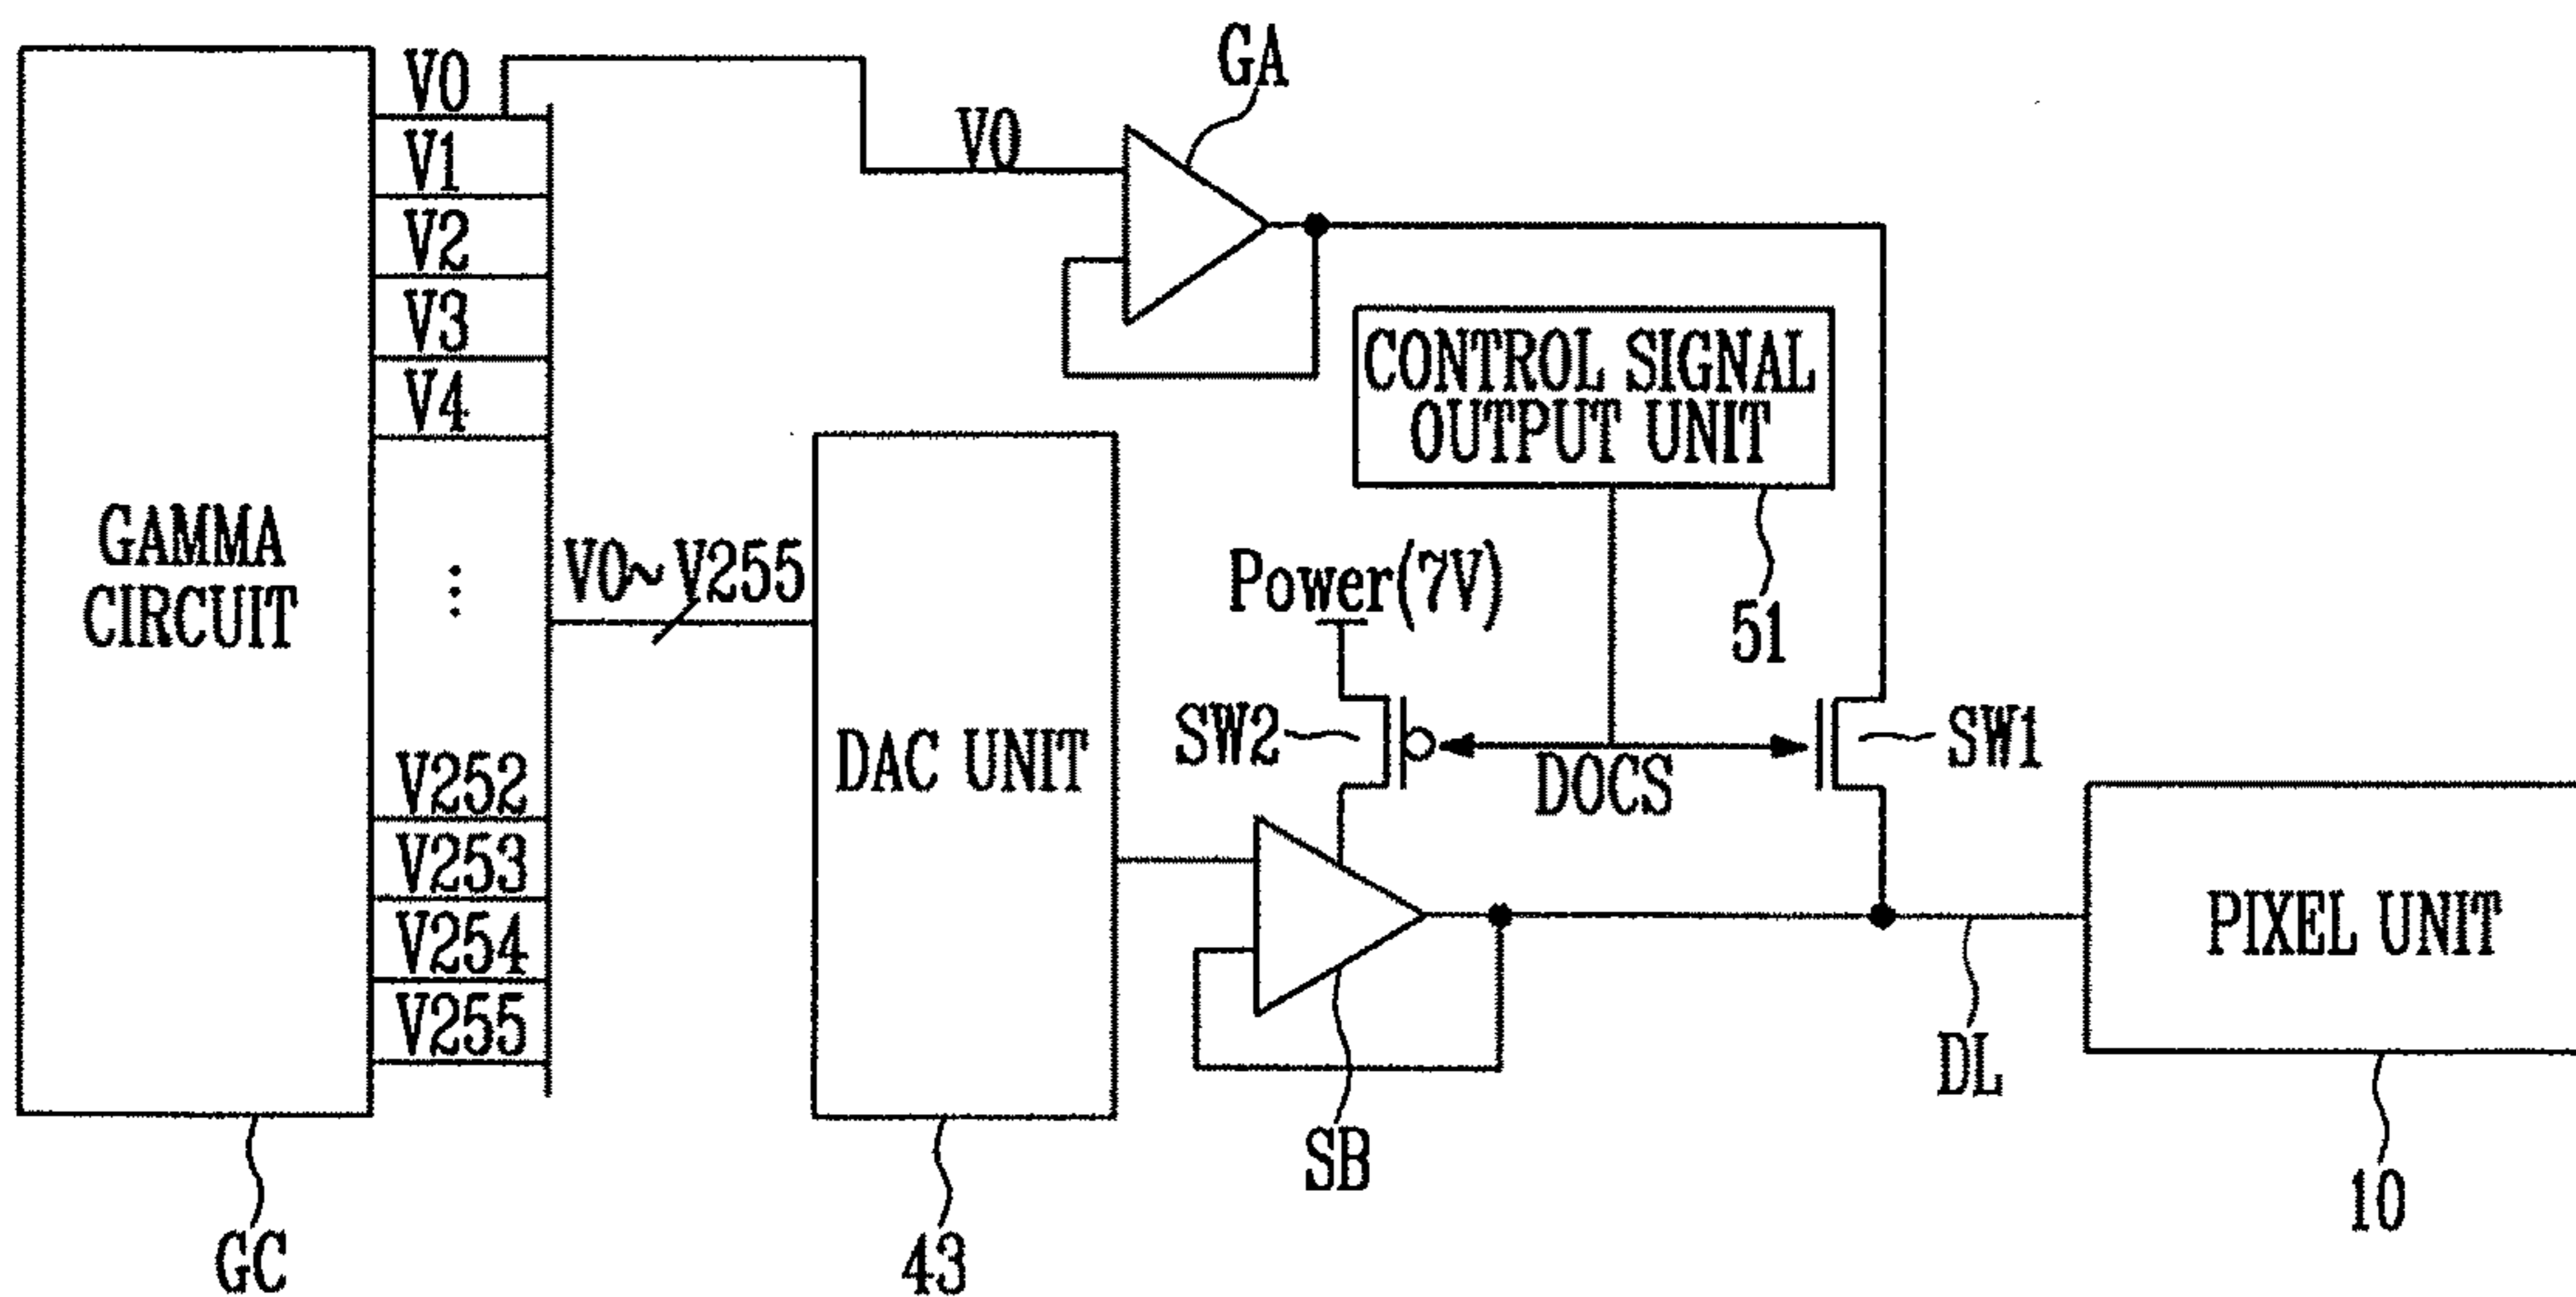 V0
V1
V2
V3
V4
V252
V253
V254
V255
GAMMA
CIRCUIT
GC
V0~V255
V0
GA
DAC UNIT
43
CONTROL SIGNAL
OUTPUT UNIT
51
Power(7V)
SW2
DOCS
SW1
SB
DL
PIXEL UNIT
10